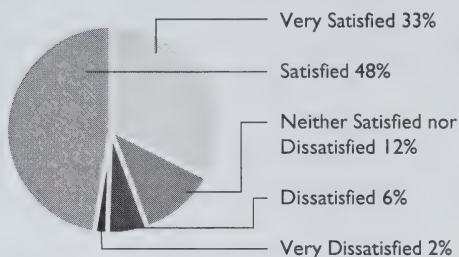 Very Satisfied 33%
Satisfied 48%
Neither Satisfied nor
Dissatisfied 12%
Dissatisfied 6%
Very Dissatisfied 2%